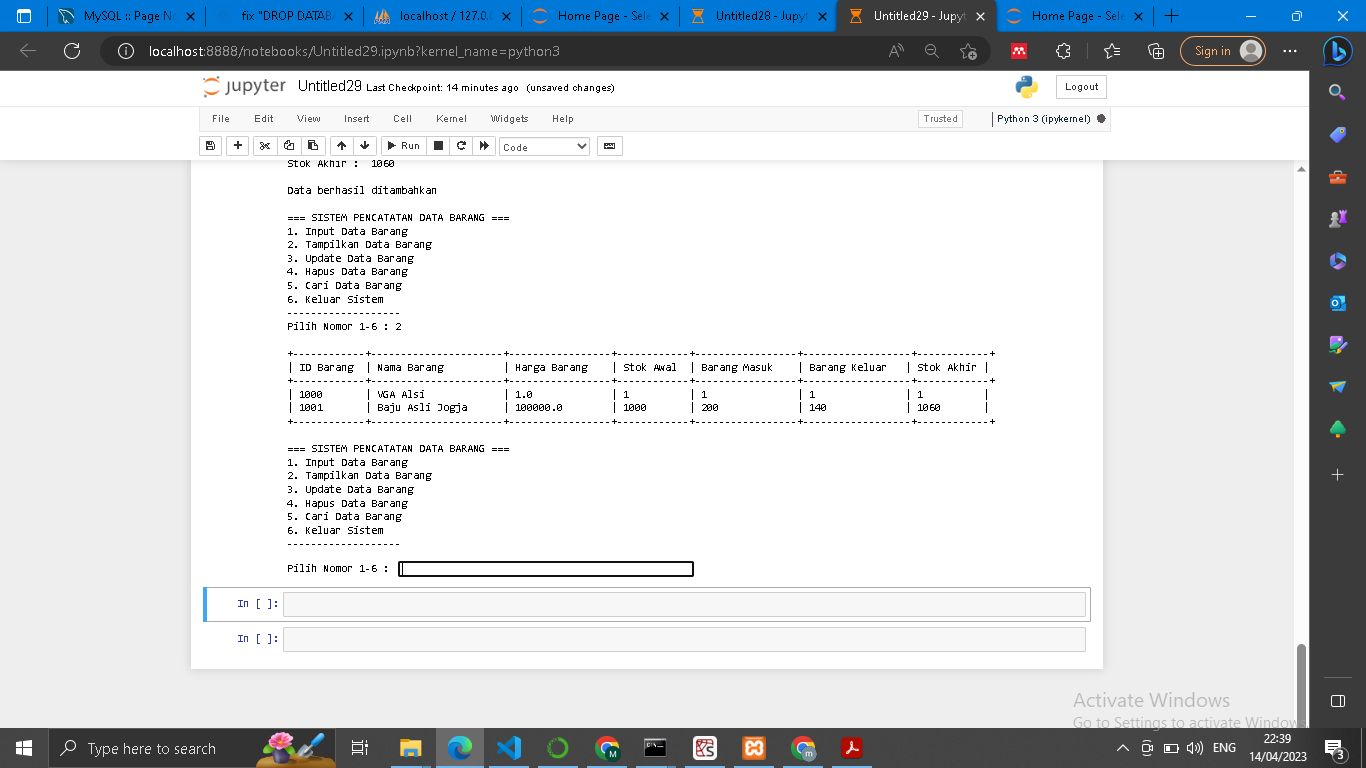 MySQL :: Page No
fix "DROP DATAB
localhost / 127.0.0
Home Page - Sele
Untitled28 - Jupyt
Untitled29 - Jupyt
Home Page - Sele
localhost:8888/notebooks/Untitled29.ipynb?kernel_name=python3
Sign in
jupyter Untitled29 Last Checkpoint: 14 minutes ago (unsaved changes)
Logout
File Edit View Insert Cell Kernel Widgets Help
Trusted
Python 3 (ipykernel)
Run
Code
Stok Akhir : 1060
Data berhasil ditambahkan
=== SISTEM PENCATATAN DATA BARANG ===
1. Input Data Barang
2. Tampilkan Data Barang
3. Update Data Barang
4. Hapus Data Barang
5. Cari Data Barang
6. Keluar Sistem
-------------------
Pilih Nomor 1-6 : 2
+------------+----------------------+-----------------+------------+-----------------+------------------+------------+
| ID Barang | Nama Barang | Harga Barang | Stok Awal | Barang Masuk | Barang Keluar | Stok Akhir |
+------------+----------------------+-----------------+------------+-----------------+------------------+------------+
| 1000 | VGA Alsi | 1.0 | 1 | 1 | 1 | 1 |
| 1001 | Baju Asli Jogja | 100000.0 | 1000 | 200 | 140 | 1060 |
+------------+----------------------+-----------------+------------+-----------------+------------------+------------+
=== SISTEM PENCATATAN DATA BARANG ===
1. Input Data Barang
2. Tampilkan Data Barang
3. Update Data Barang
4. Hapus Data Barang
5. Cari Data Barang
6. Keluar Sistem
-------------------
Pilih Nomor 1-6 :
In [ ]:
In [ ]:
Activate Windows
Go to Settings to activate Windows.
Type here to search
ENG
22:39
14/04/2023
3